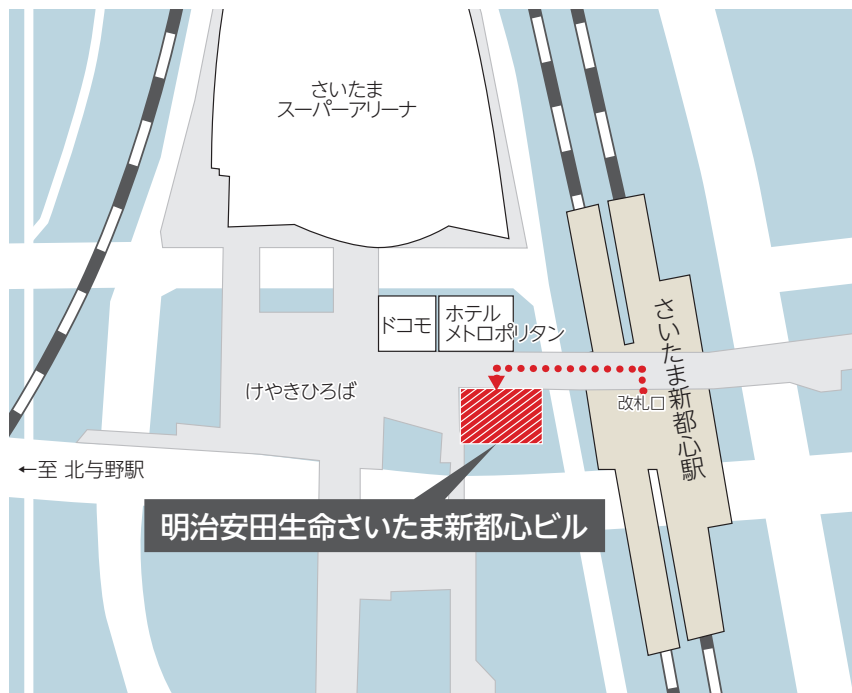 さいたま
スーパーアリーナ
ドコモ
ホテル
メトロポリタン
さいたま新都心駅
けやきひろば
改札口
←至 北与野駅
明治安田生命さいたま新都心ビル